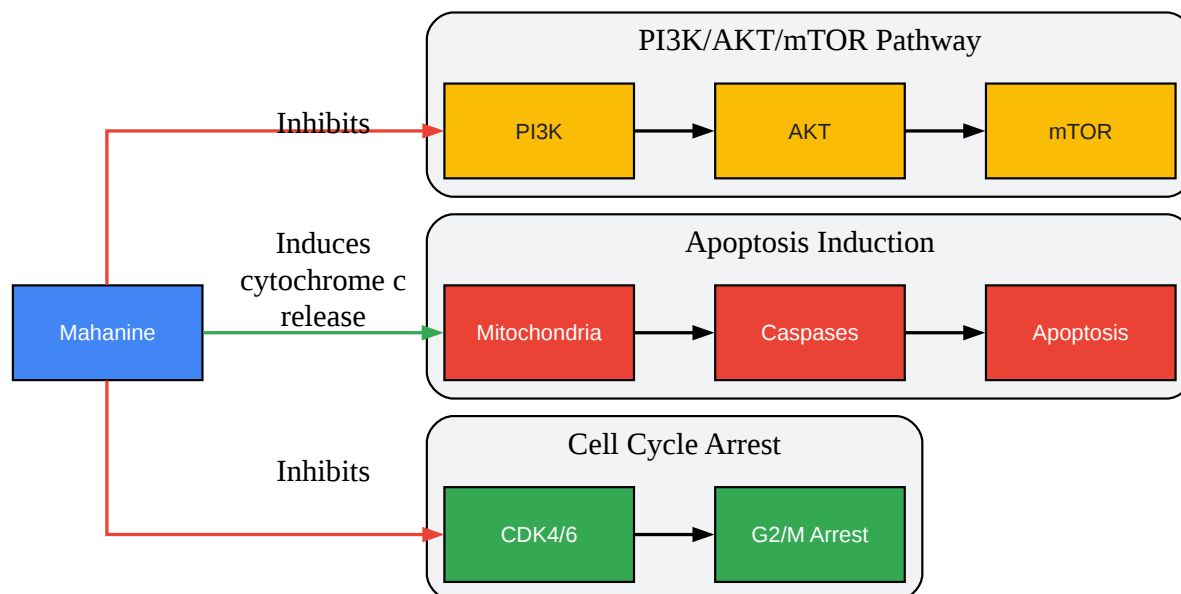 PI3K/AKT/mTOR Pathway
Inhibits
PI3K
AKT
mTOR
Apoptosis Induction
Induces
cytochrome c
release
Mahanine
Mitochondria
Caspases
Apoptosis
Cell Cycle Arrest
Inhibits
CDK4/6
G2/M Arrest